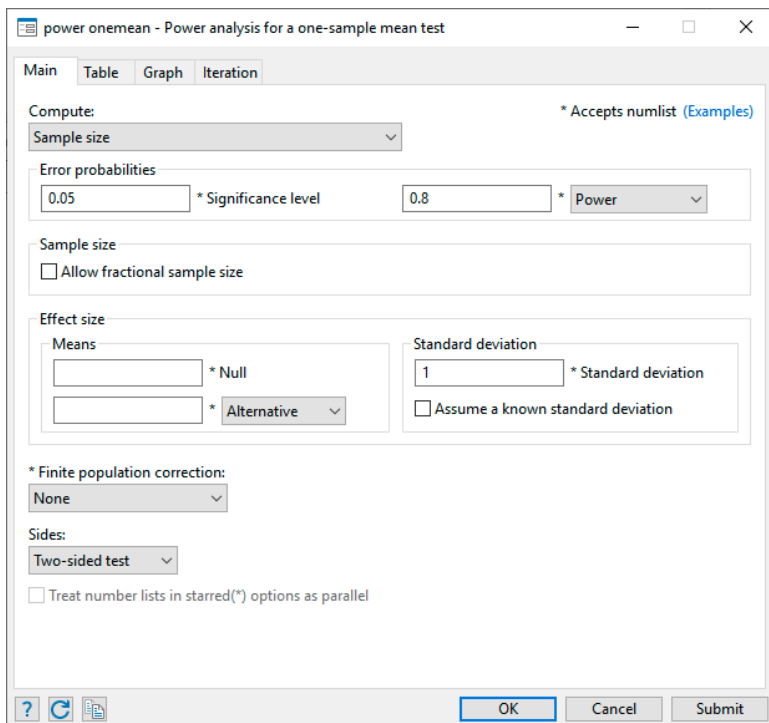 power onemean - Power analysis for a one-sample mean test
Main Table Graph Iteration
Compute: * Accepts numlist (Examples)
Sample size
Error probabilities
0.05 * Significance level 0.8 * Power
Sample size
Allow fractional sample size
Effect size
Means Standard deviation
* Null 1 * Standard deviation
* Alternative Assume a known standard deviation
* Finite population correction:
None
Sides:
Two-sided test
Treat number lists in starred(*) options as parallel
? OK Cancel Submit